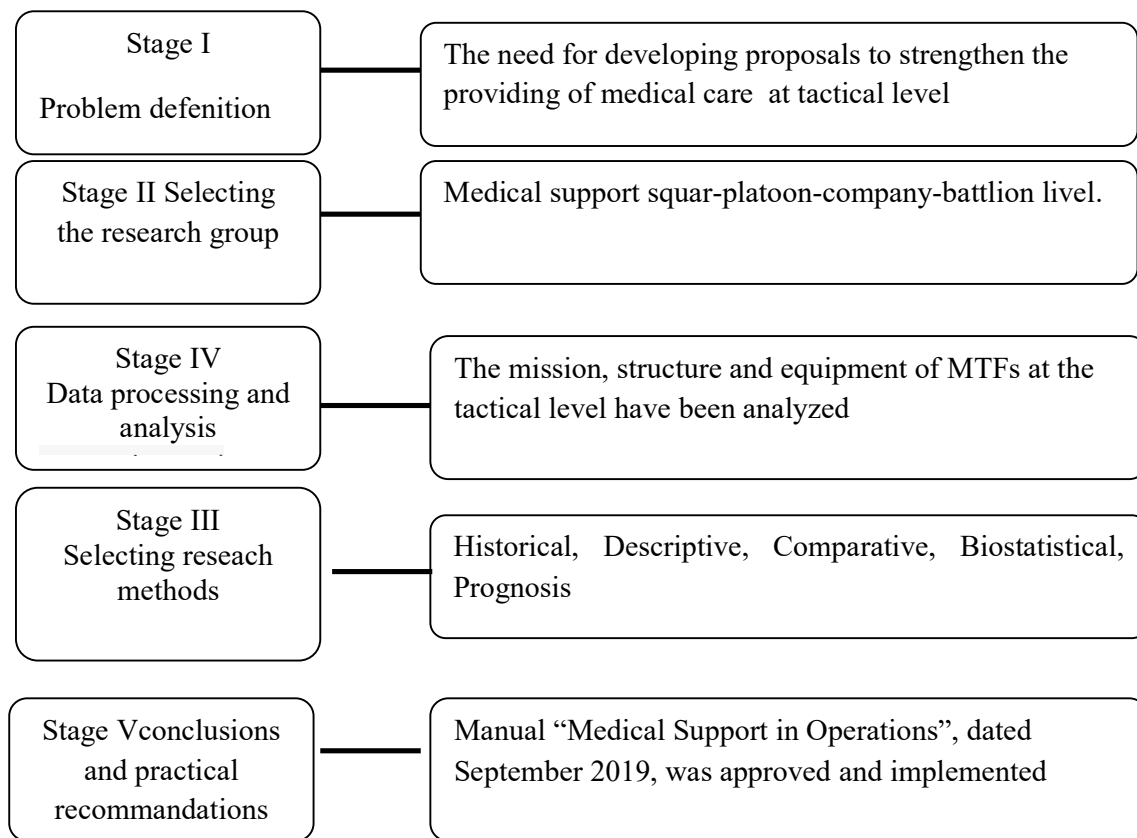 Stage I
Problem defenition
The need for developing proposals to strengthen the
providing of medical care at tactical level
Stage II Selecting
the research group
Medical support squar-platoon-company-battlion livel.
Stage IV
Data processing and
analysis
The mission, structure and equipment of MTFs at the
tactical level have been analyzed
Stage III
Selecting reseach
methods
Historical, Descriptive, Comparative, Biostatistical,
Prognosis
Stage Vconclusions
and practical
recommandations
Manual “Medical Support in Operations”, dated
September 2019, was approved and implemented